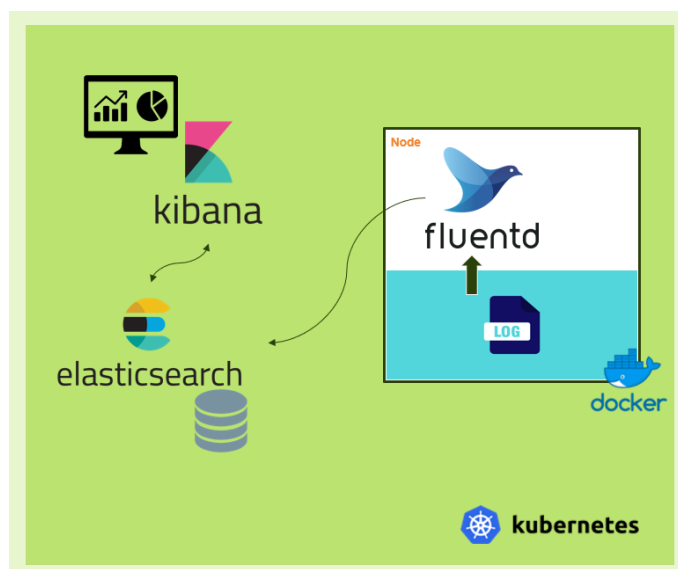 kibana
elasticsearch
Node
fluentd
LOG
docker
kubernetes